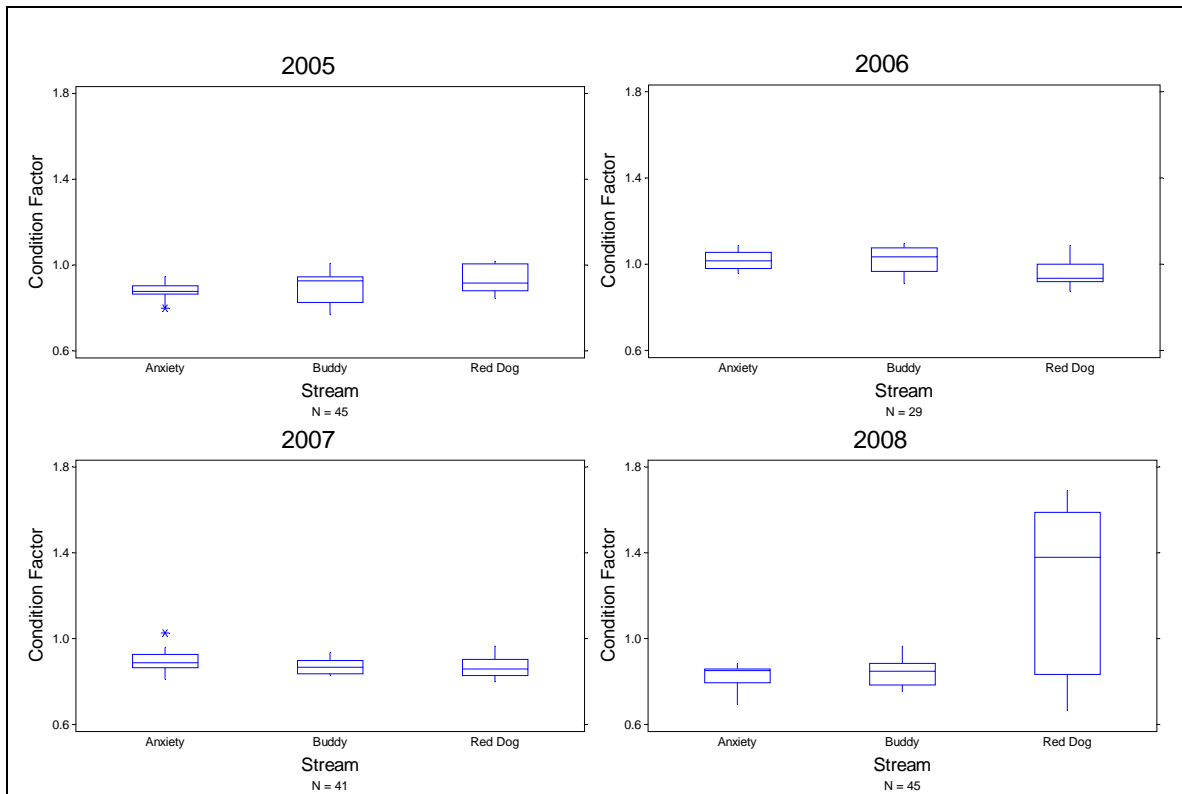 2005
1.8
1.4
1.0
0.6
Condition Factor
Anxiety Buddy Red Dog
Stream
N = 45
2006
1.8
1.4
1.0
0.6
Condition Factor
Anxiety Buddy Red Dog
Stream
N = 29
2007
1.8
1.4
1.0
0.6
Condition Factor
Anxiety Buddy Red Dog
Stream
N = 41
2008
1.8
1.4
1.0
0.6
Condition Factor
Anxiety Buddy Red Dog
Stream
N = 45